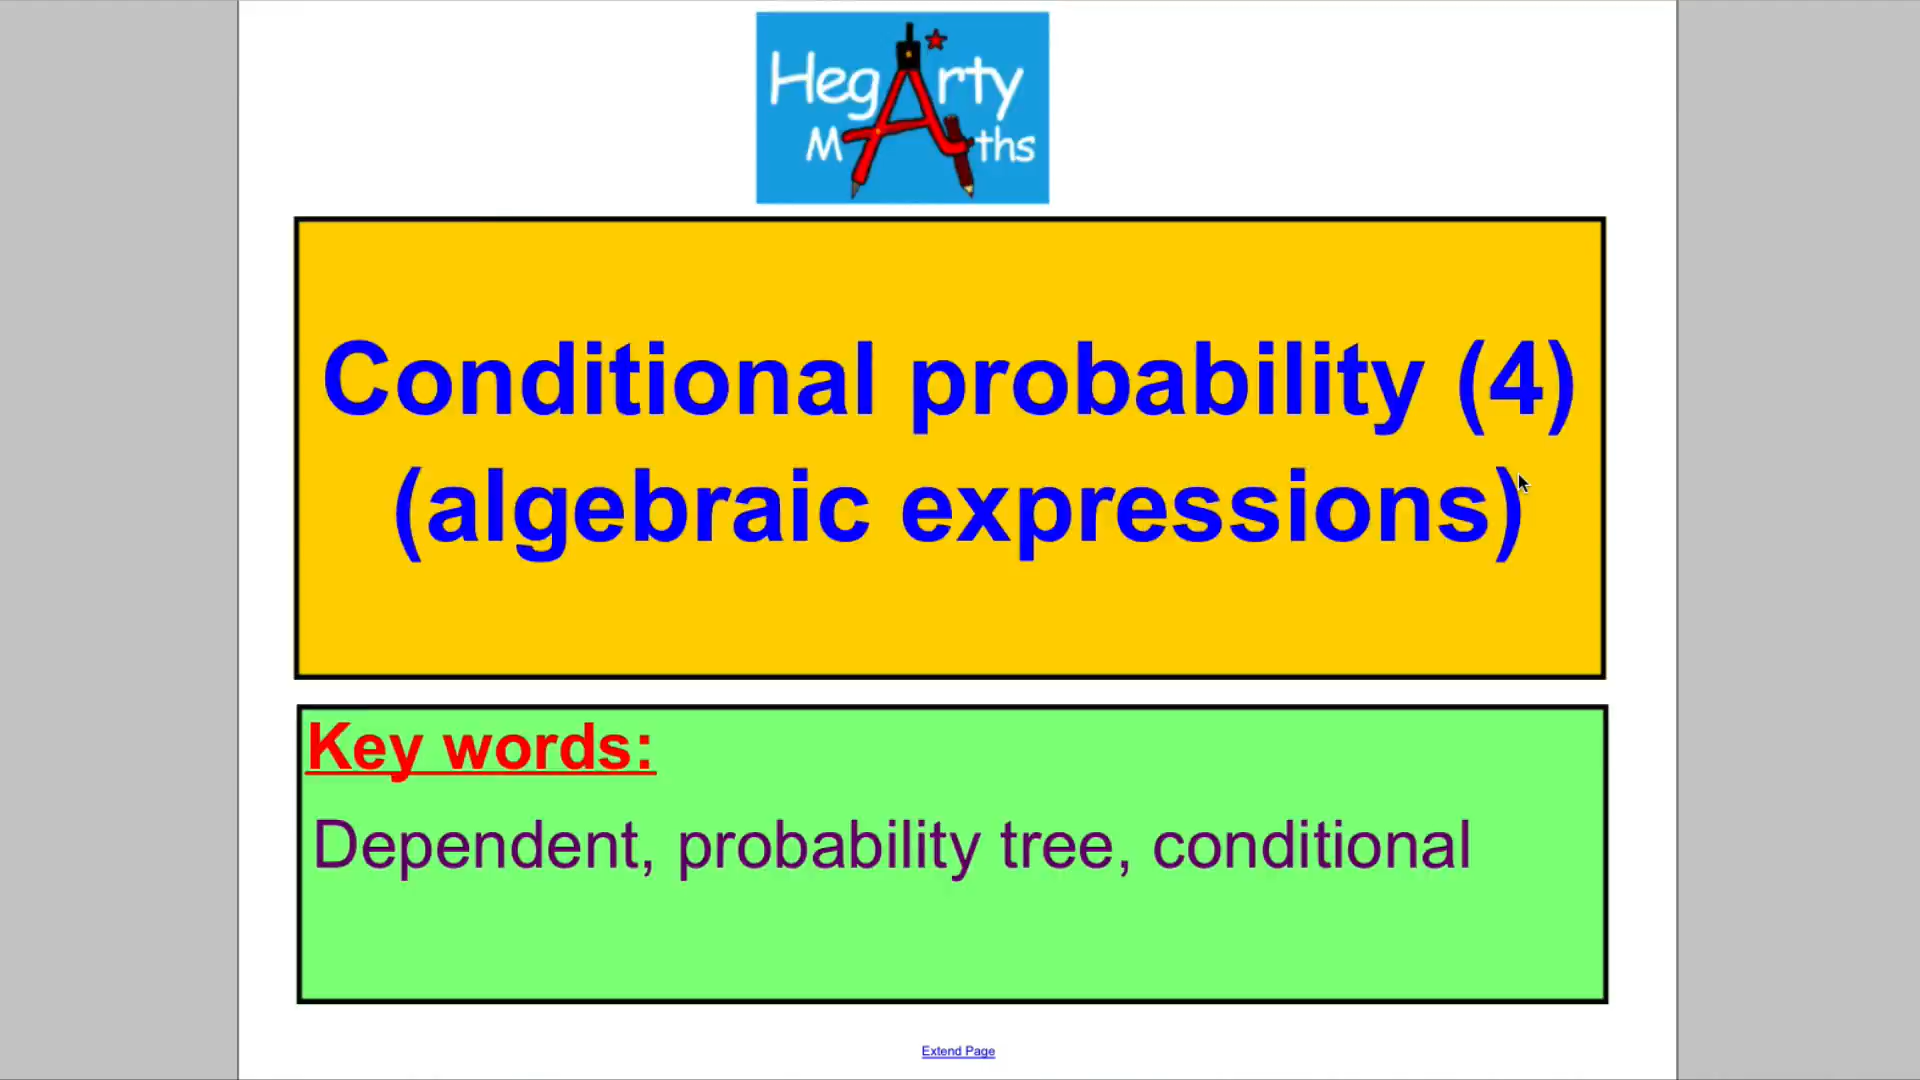 HegArty
MAths
Conditional probability (4)
(algebraic expressions)
Key words:
Dependent, probability tree, conditional
Extend Page